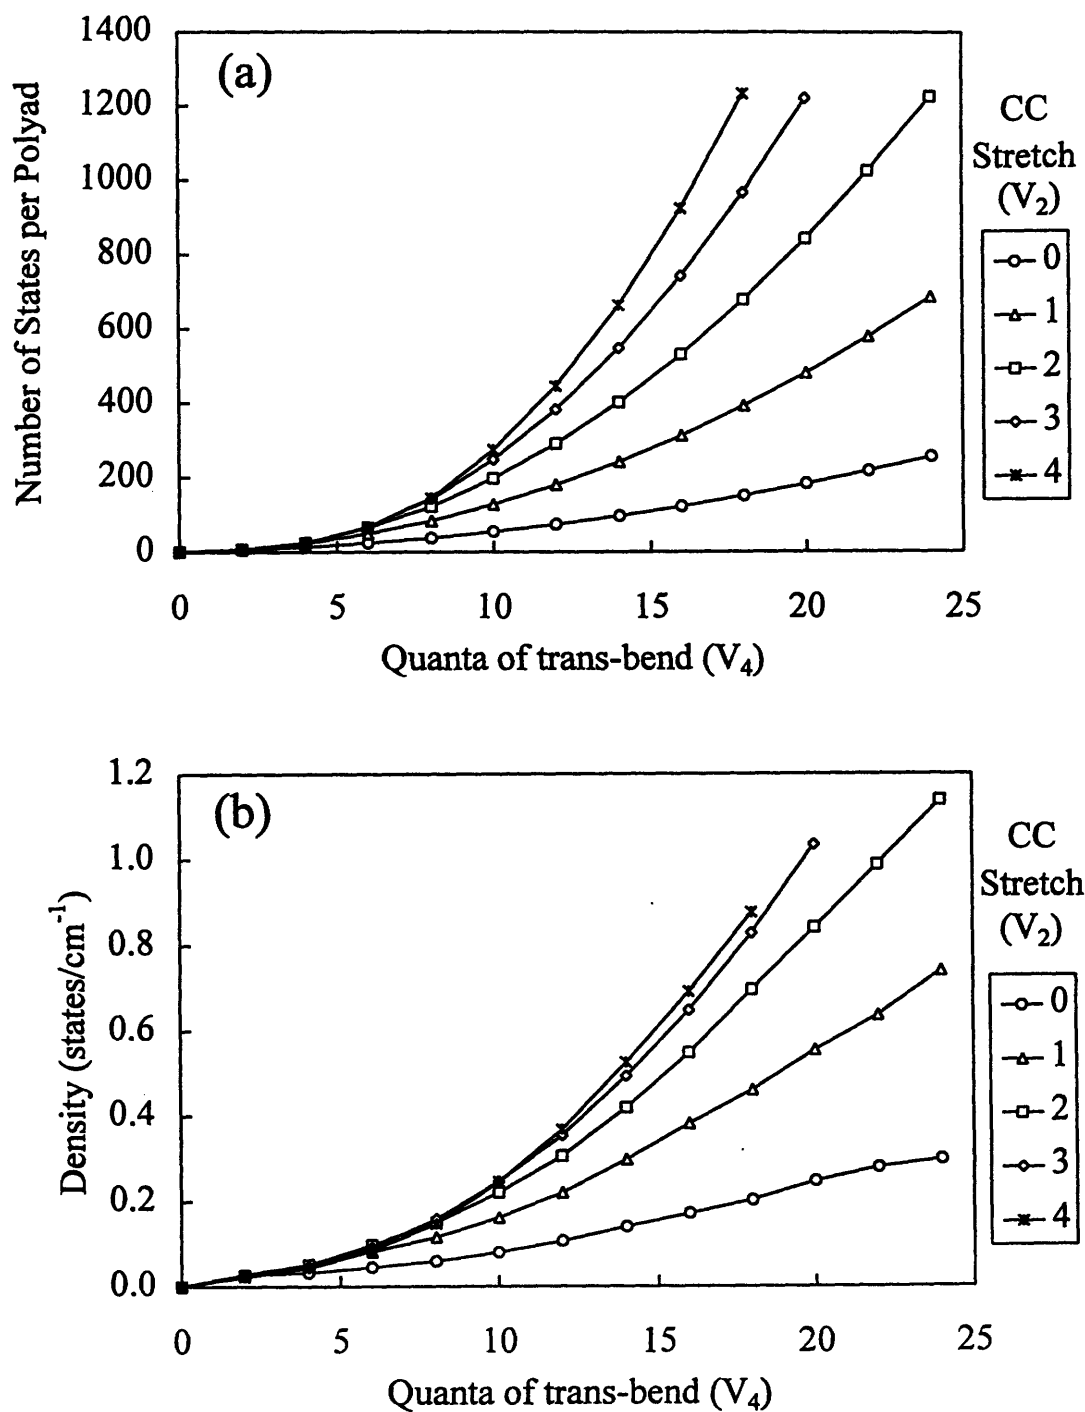 (a)
Number of States per Polyad
1400
1200
1000
800
600
400
200
0
0 5 10 15 20 25
Quanta of trans-bend (V₄)
CC
Stretch
(V₂)
0
1
2
3
4
(b)
Density (states/cm⁻¹)
1.2
1.0
0.8
0.6
0.4
0.2
0.0
0 5 10 15 20 25
Quanta of trans-bend (V₄)
CC
Stretch
(V₂)
0
1
2
3
4